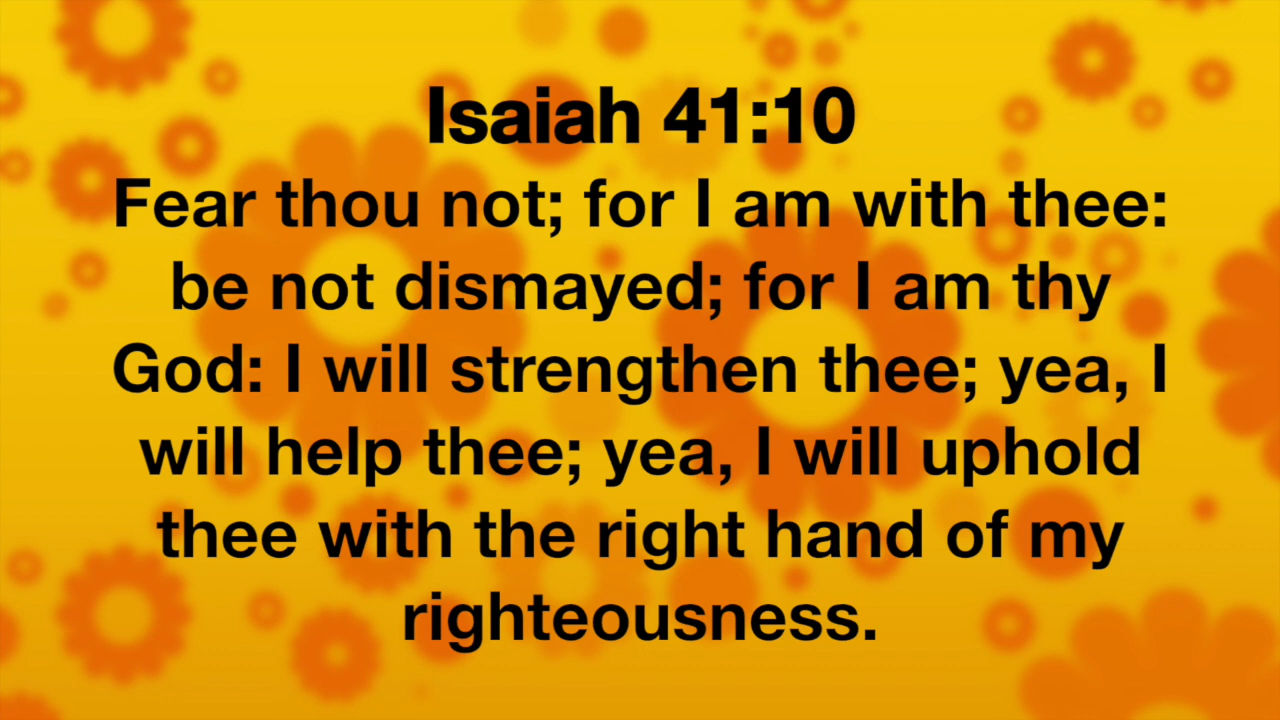 Isaiah 41:10
Fear thou not; for I am with thee:
be not dismayed; for I am thy
God: I will strengthen thee; yea, I
will help thee; yea, I will uphold
thee with the right hand of my
righteousness.